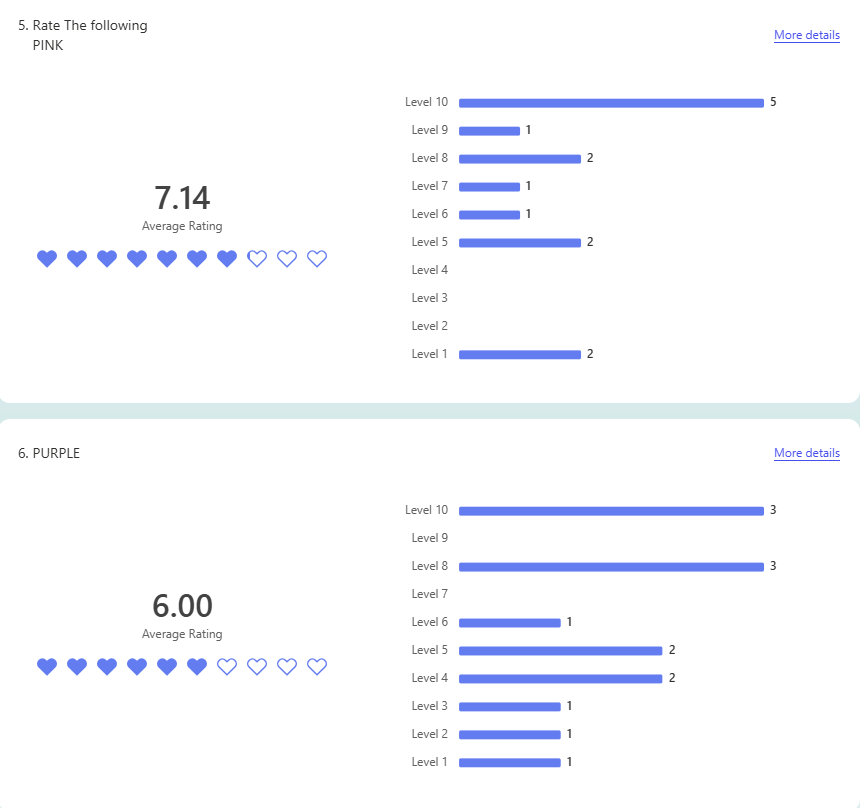 5. Rate The following
PINK
More details
7.14
Average Rating
Level 10 5
Level 9 1
Level 8 2
Level 7 1
Level 6 1
Level 5 2
Level 4
Level 3
Level 2
Level 1 2
6. PURPLE
More details
6.00
Average Rating
Level 10 3
Level 9
Level 8 3
Level 7
Level 6 1
Level 5 2
Level 4 2
Level 3 1
Level 2 1
Level 1 1